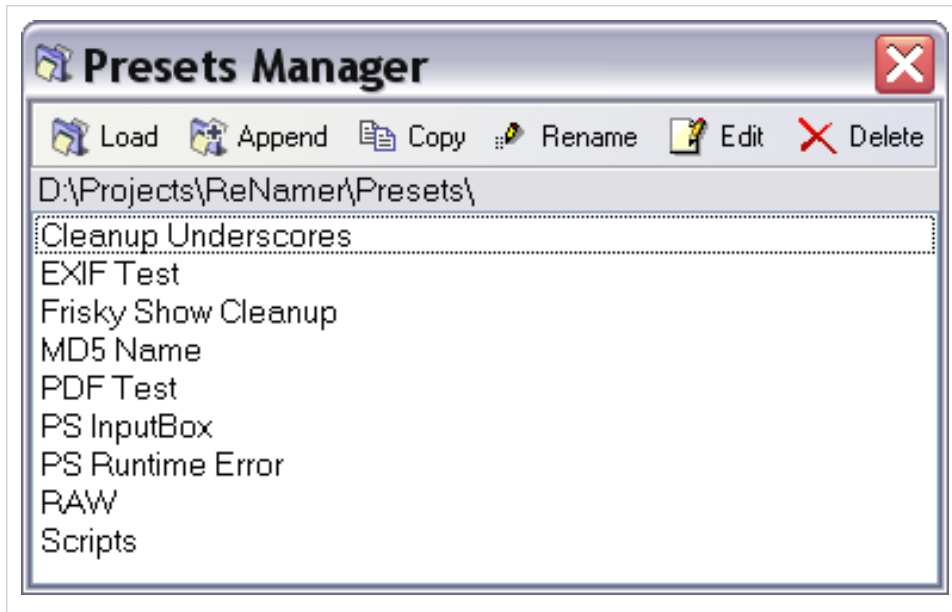 Presets Manager
Load Append Copy Rename Edit Delete
D:\Projects\ReNamer\Presets\
Cleanup Underscores
EXIF Test
Frisky Show Cleanup
MD5 Name
PDF Test
PS InputBox
PS Runtime Error
RAW
Scripts